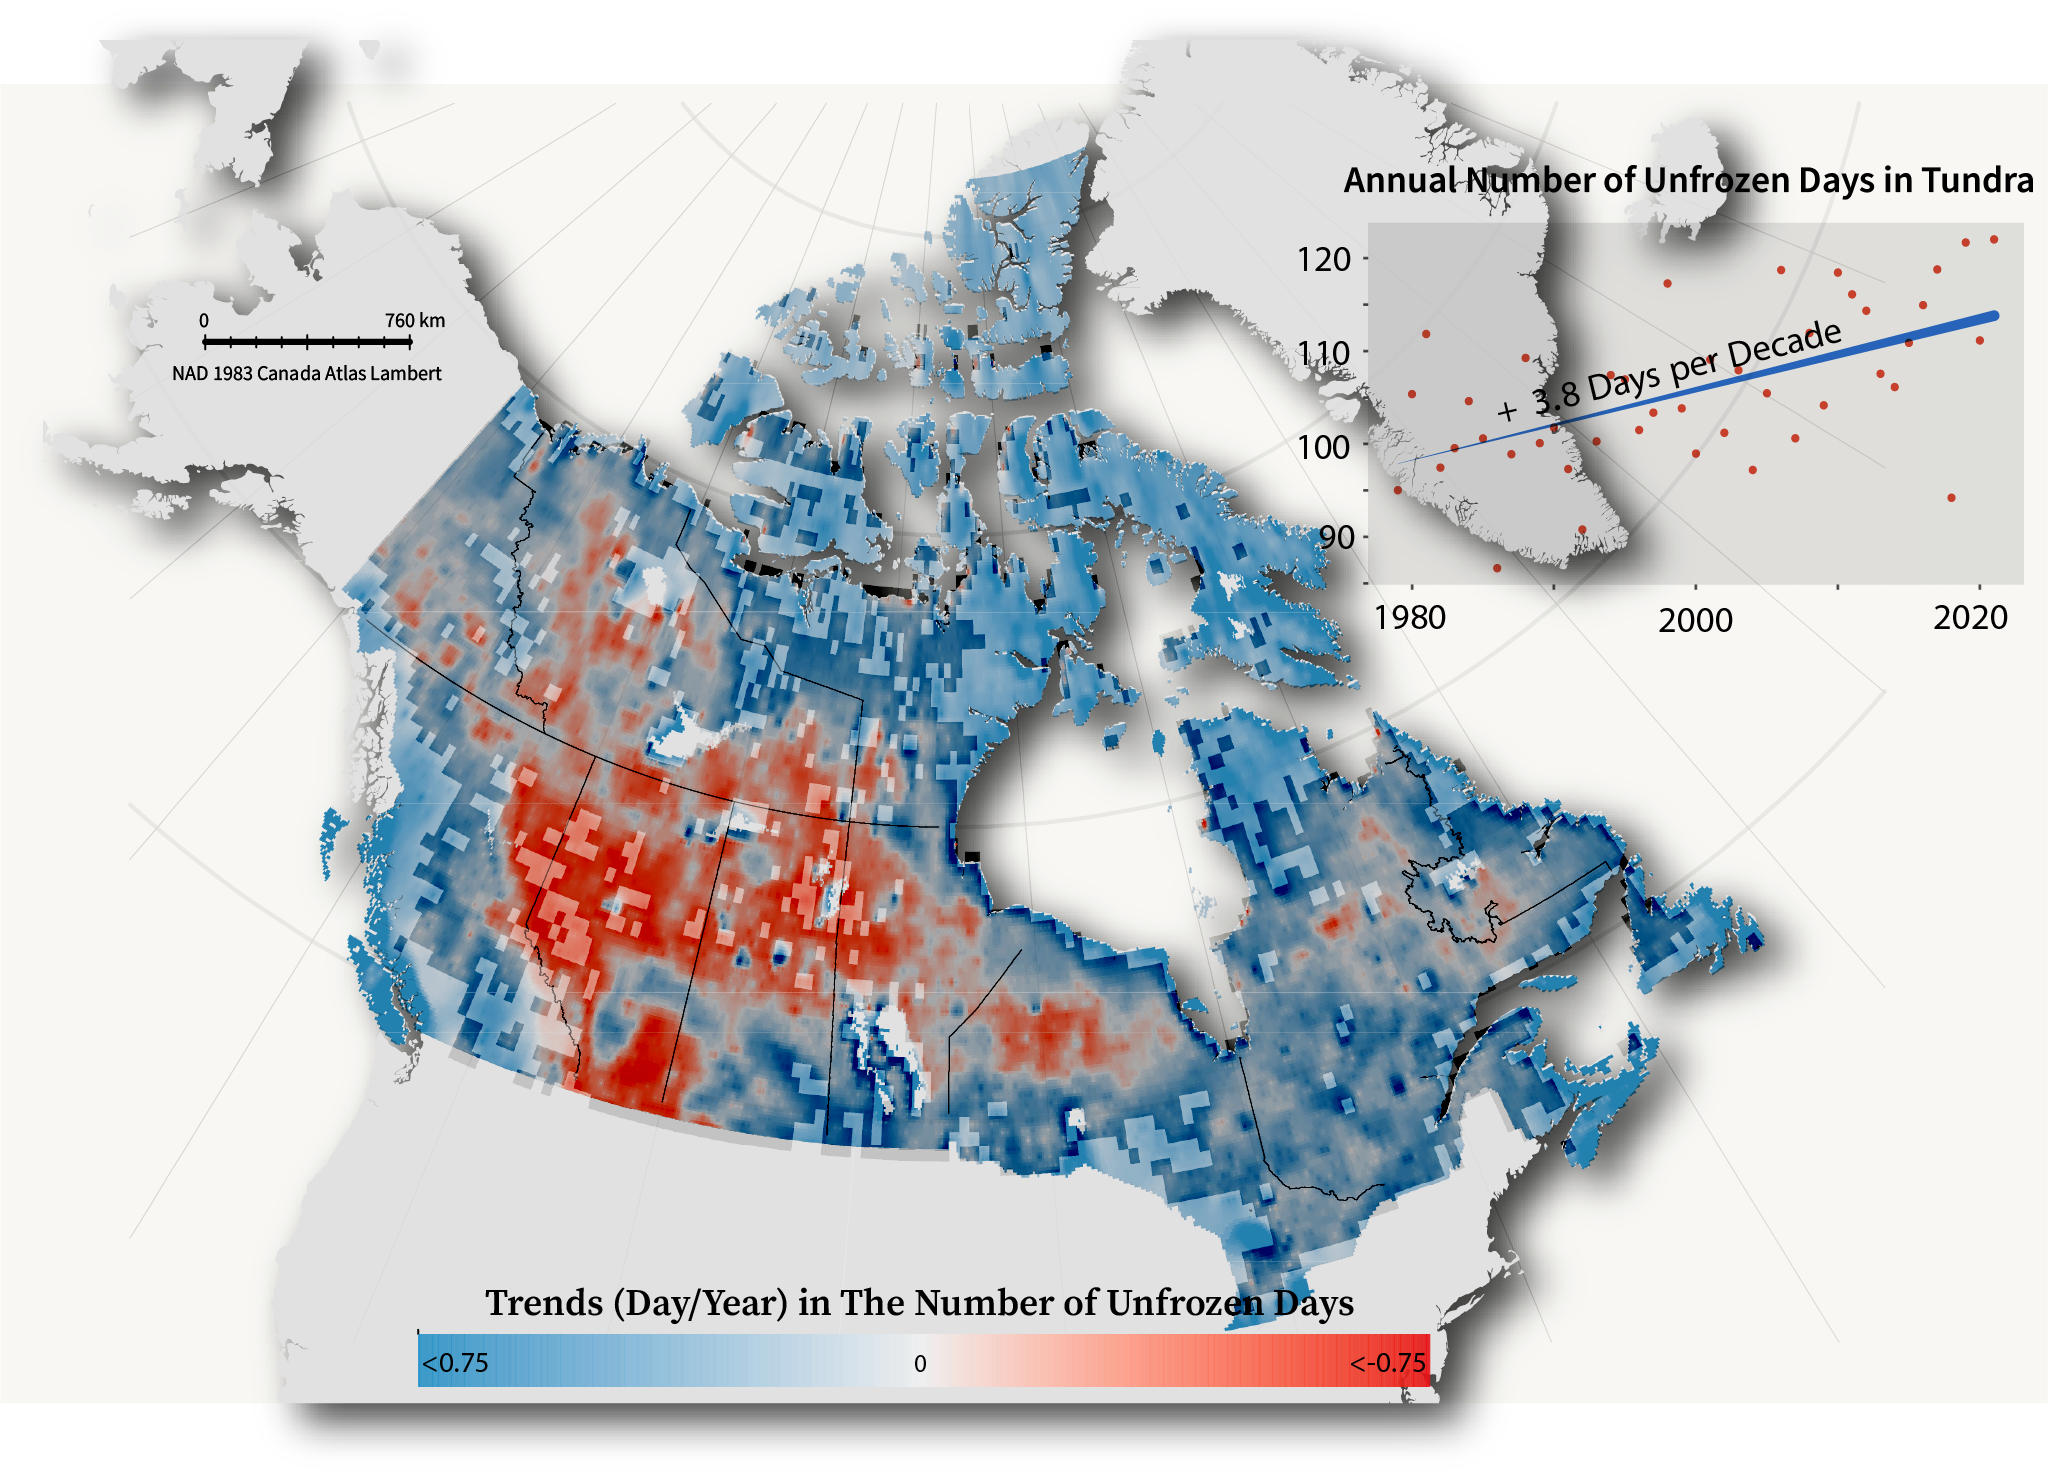 Annual Number of Unfrozen Days in Tundra
120
110
100
90
+ 3.8 Days per Decade
1980
2000
2020
0
760 km
NAD 1983 Canada Atlas Lambert
Trends (Day/Year) in The Number of Unfrozen Days
<0.75
0
<-0.75